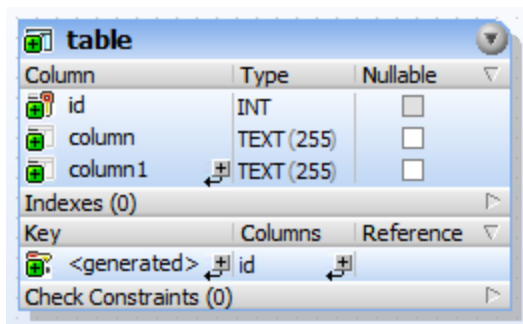 table
Column Type Nullable
id INT
column TEXT (255)
column1 TEXT (255)
Indexes (0)
Key Columns Reference
<generated> id
Check Constraints (0)